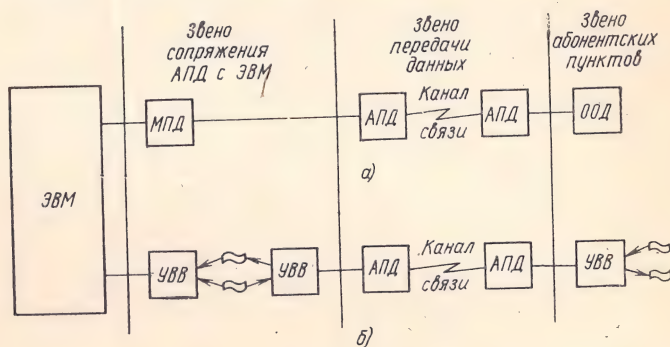 Звено
сопряжения
АПД с ЭВМ
Звено
передачи
данных
Звено
абонентских
пунктов
ЭВМ
МПД
АПД
Канал
связи
АПД
ООД
а)
УВВ
УВВ
АПД
Канал
связи
АПД
УВВ
б)